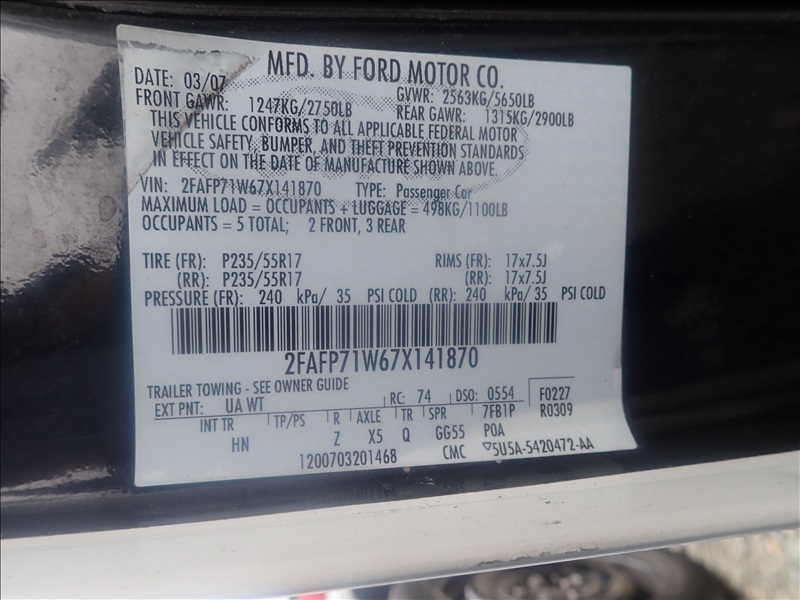 MFD. BY FORD MOTOR CO.
DATE: 03/07 GVWR: 2563KG/5650LB
FRONT GAWR: 1247KG/2750LB REAR GAWR: 1315KG/2900LB
THIS VEHICLE CONFORMS TO ALL APPLICABLE FEDERAL MOTOR
VEHICLE SAFETY, BUMPER, AND THEFT PREVENTION STANDARDS
IN EFFECT ON THE DATE OF MANUFACTURE SHOWN ABOVE.
VIN: 2FAFP71W67X141870 TYPE: Passenger Car
MAXIMUM LOAD = OCCUPANTS + LUGGAGE = 498KG/1100LB
OCCUPANTS = 5 TOTAL; 2 FRONT, 3 REAR
TIRE (FR): P235/55R17 RIMS (FR): 17x7.5J
(RR): P235/55R17 (RR): 17x7.5J
PRESSURE (FR): 240 kPa/ 35 PSI COLD (RR): 240 kPa/ 35 PSI COLD
2FAFP71W67X141870
TRAILER TOWING - SEE OWNER GUIDE
EXT PNT: UA WT RC: 74 DSO: 0554 F0227
INT TR TP/PS R AXLE TR SPR 7FB1P R0309
HN Z X5 Q GG55 POA
1200703201468 CMC ▽5U5A-5420472-AA